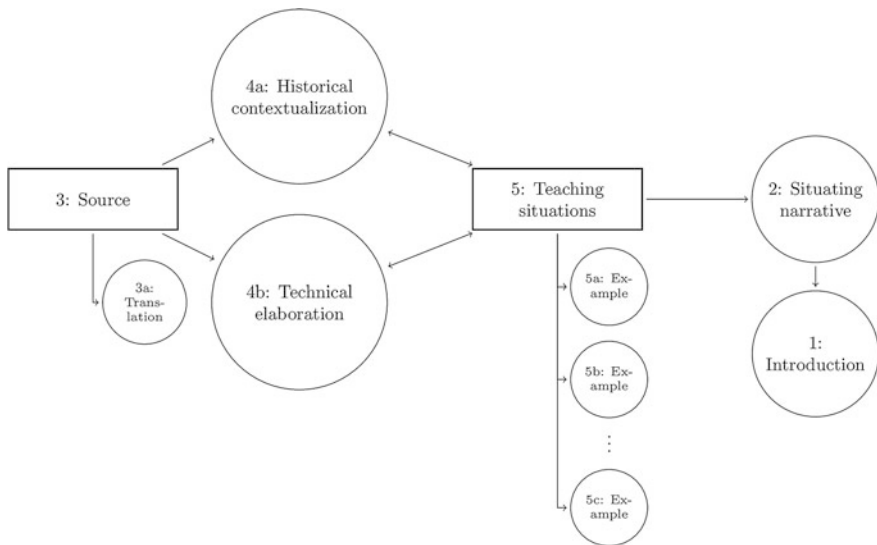 4a: Historical
contextualization
3: Source
5: Teaching
situations
2: Situating
narrative
3a:
Trans-
lation
4b: Technical
elaboration
5a: Ex-
ample
1:
Introduction
5b: Ex-
ample
⋮
5c: Ex-
ample